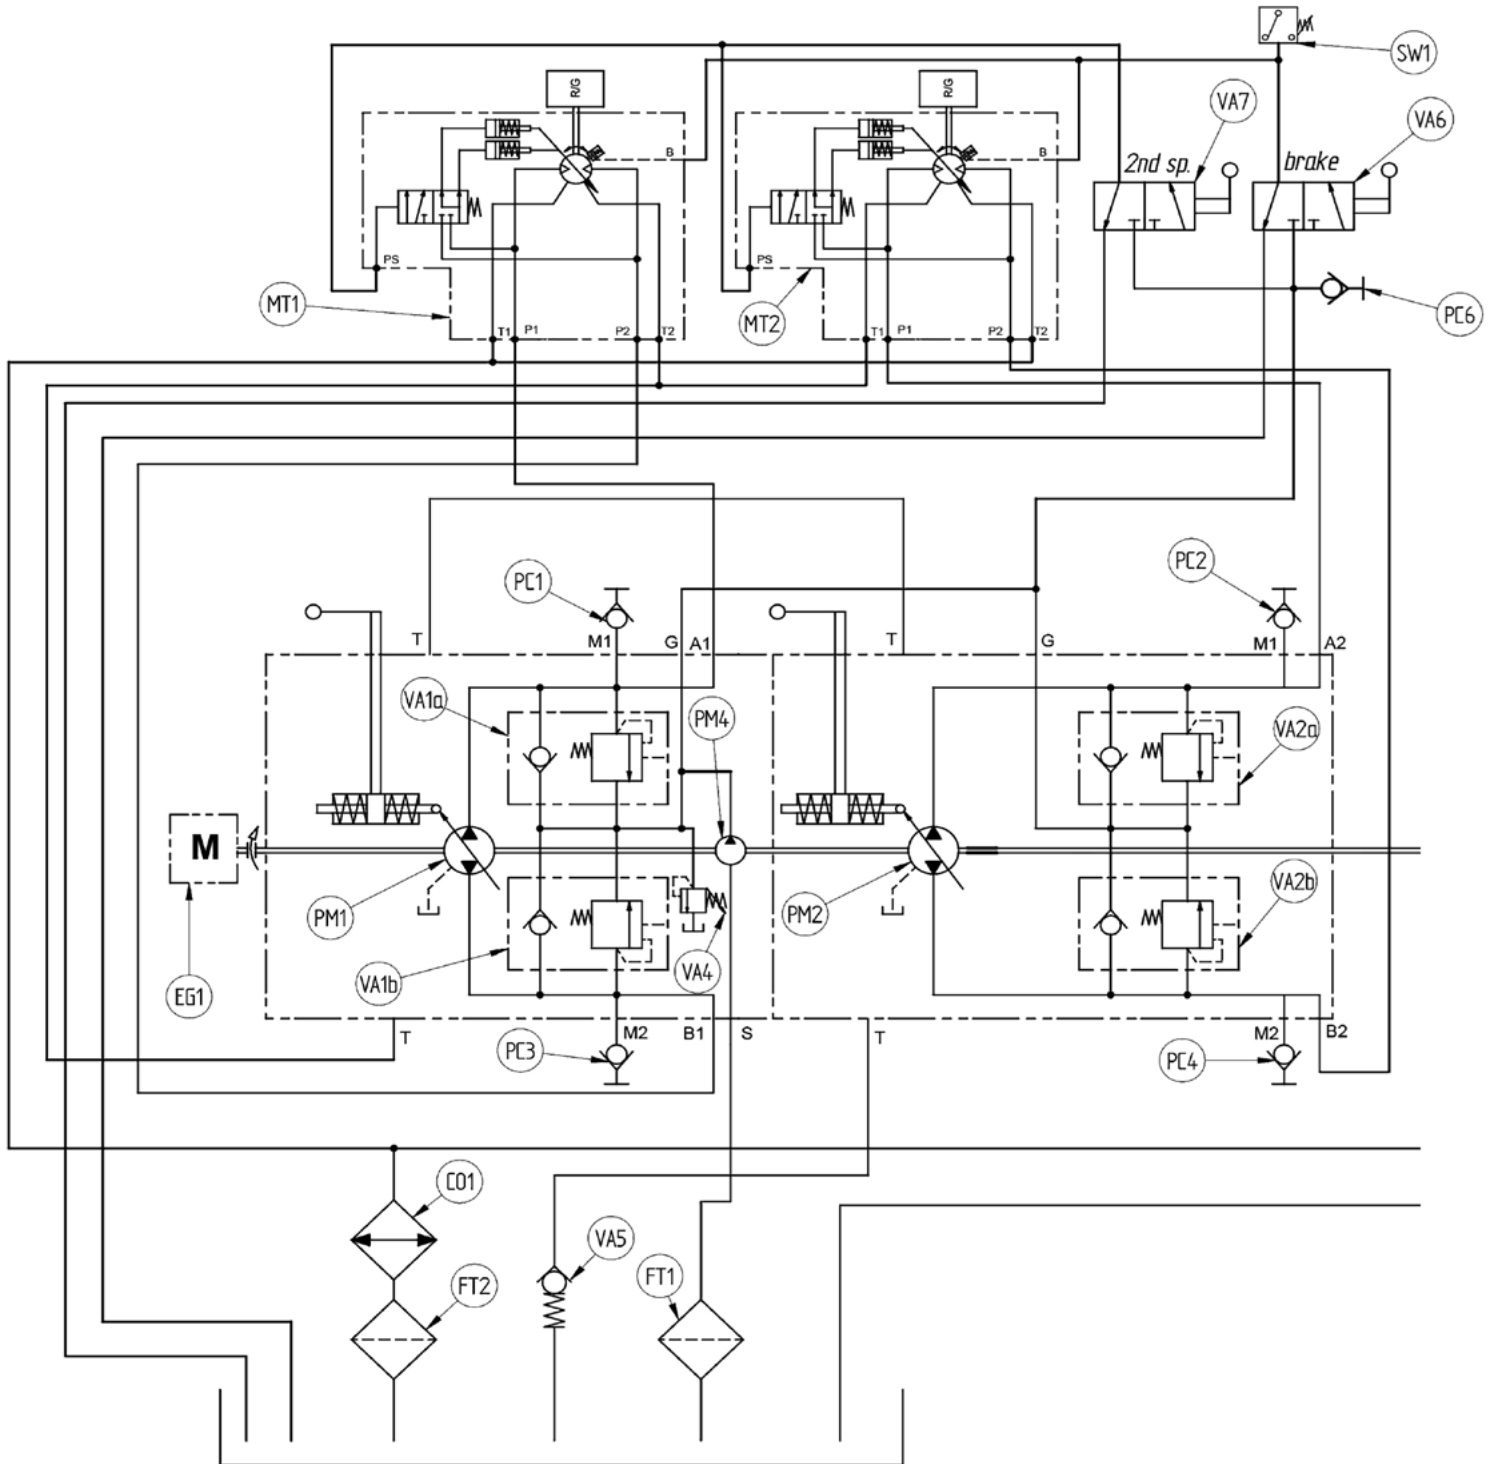 SW1
R/G
R/G
VA7
VA6
2nd sp.
brake
B
B
PS
PS
MT1
MT2
PC6
T1
P1
P2
T2
T1
P1
P2
T2
PC1
PC2
T
M1
G
A1
T
G
M1
A2
VA1a
PM4
VA2a
M
PM1
PM2
VA2b
VA1b
VA4
EG1
T
PC3
M2
B1
S
T
PC4
M2
B2
CO1
VA5
FT2
FT1